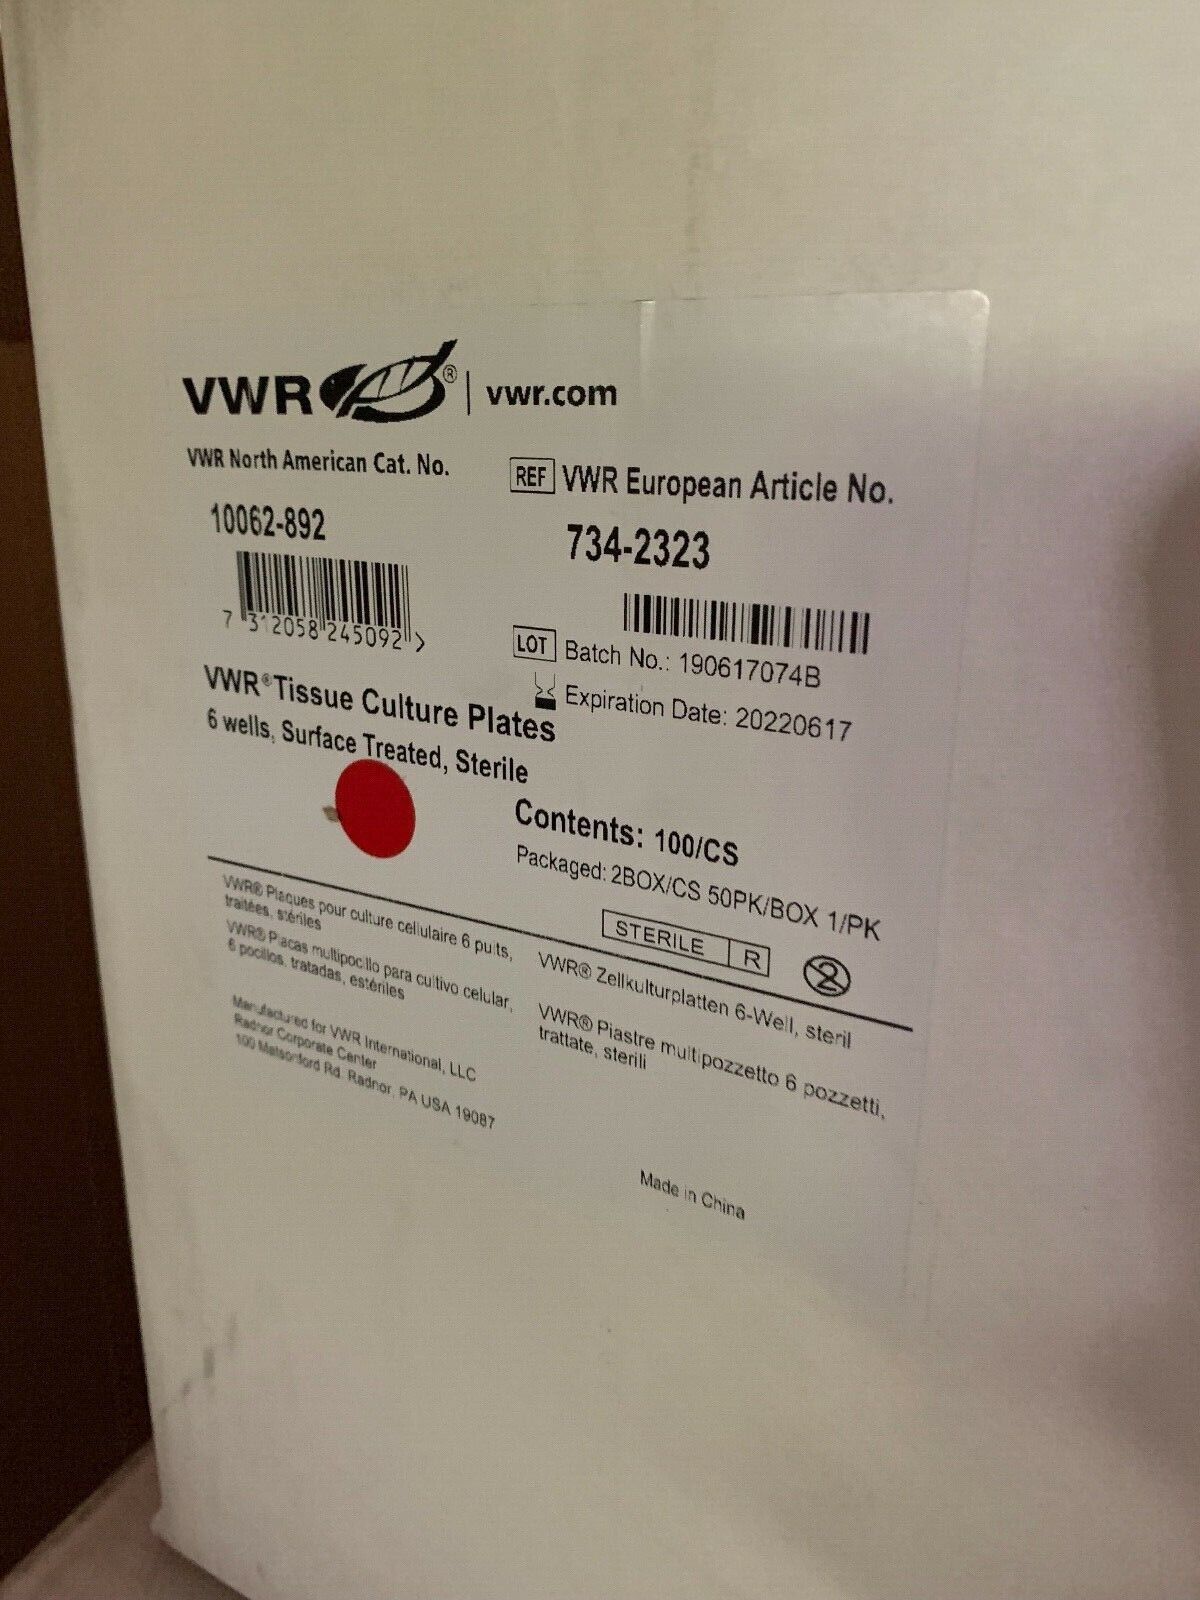 VWR® | vwr.com
VWR North American Cat. No.
REF VWR European Article No.
10062-892
734-2323
7 312058 245092 >
LOT Batch No.: 190617074B
Expiration Date: 20220617
VWR® Tissue Culture Plates
6 wells, Surface Treated, Sterile
Contents: 100/CS
Packaged: 2BOX/CS 50PK/BOX 1/PK
STERILE R
2
VWR® Plaques pour culture cellulaire 6 puits,
traitées, stériles
VWR® Placas multipocillo para cultivo celular,
6 pocillos, tratadas, estériles
VWR® Zellkulturplatten 6-Well, steril
VWR® Piastre multipozzetto 6 pozzetti,
trattate, sterili
Manufactured for VWR International, LLC
Radnor Corporate Center
100 Matsonford Rd. Radnor, PA USA 19087
Made in China